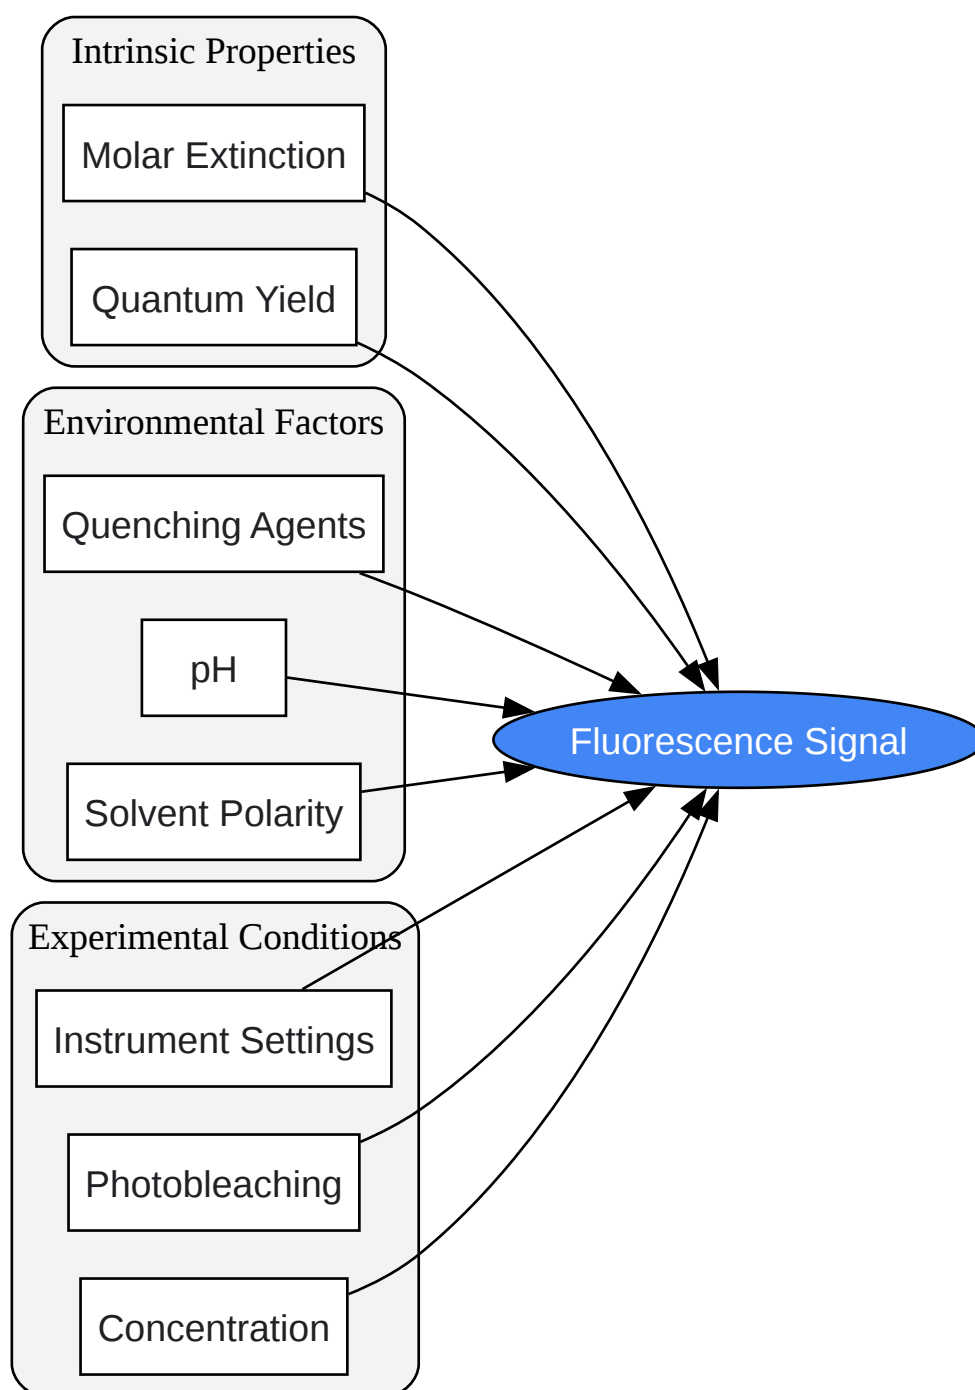 Intrinsic Properties
Molar Extinction
Quantum Yield
Environmental Factors
Quenching Agents
pH
Solvent Polarity
Fluorescence Signal
Experimental Conditions
Instrument Settings
Photobleaching
Concentration